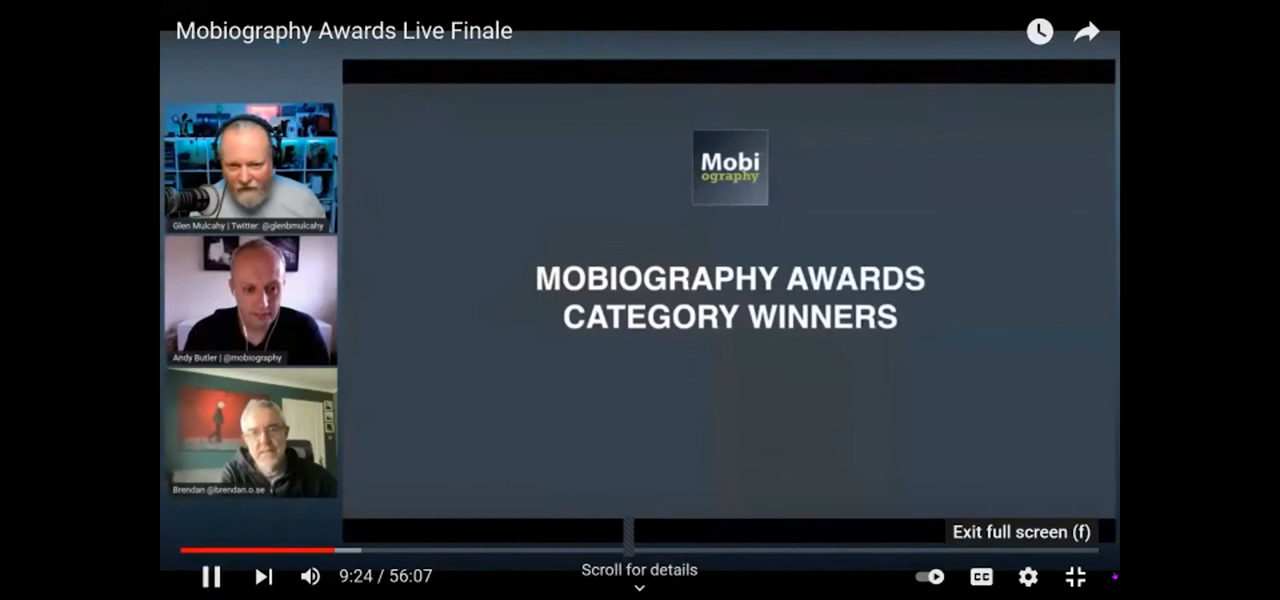 Mobiography Awards Live Finale
Glen Mulcahy | Twitter: @glenbmulcahy
Andy Butler | @mobiography
Brendan @brendan.o.se
Mobi
ography
MOBIOGRAPHY AWARDS
CATEGORY WINNERS
Exit full screen (f)
9:24 / 56:07
Scroll for details
CC